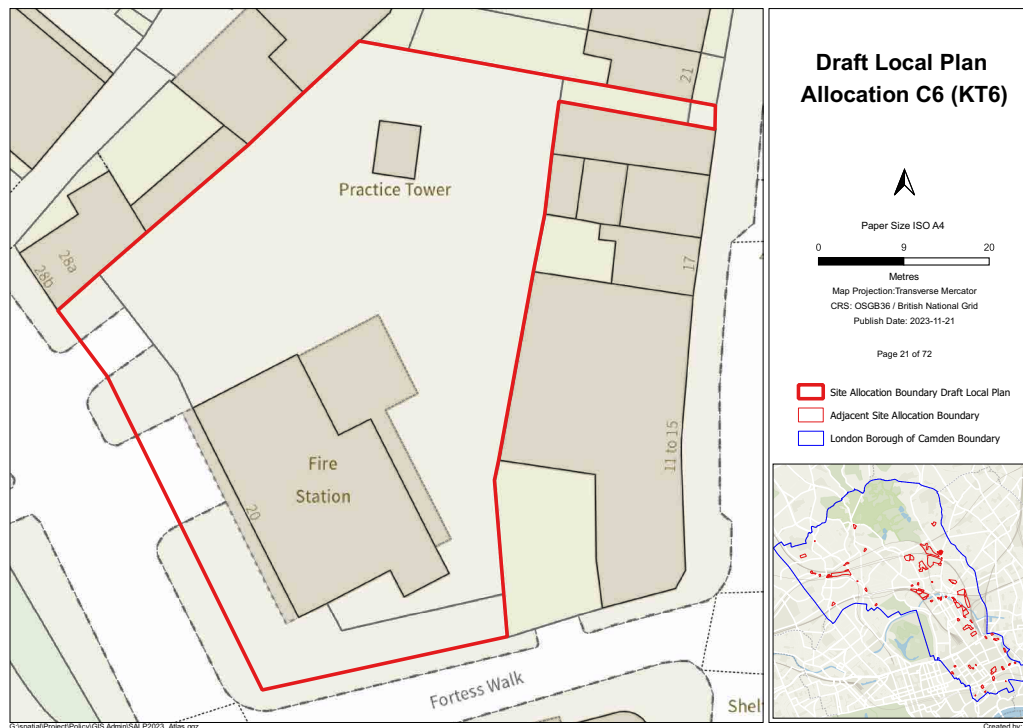 21
Practice Tower
28a
28b
17
Fire
Station
20
11 to 15
Fortess Walk
Draft Local Plan
Allocation C6 (KT6)
Paper Size ISO A4
0 9 20
Metres
Map Projection:Transverse Mercator
CRS: OSGB36 / British National Grid
Publish Date: 2023-11-21
Page 21 of 72
Site Allocation Boundary Draft Local Plan
Adjacent Site Allocation Boundary
London Borough of Camden Boundary
Created by: